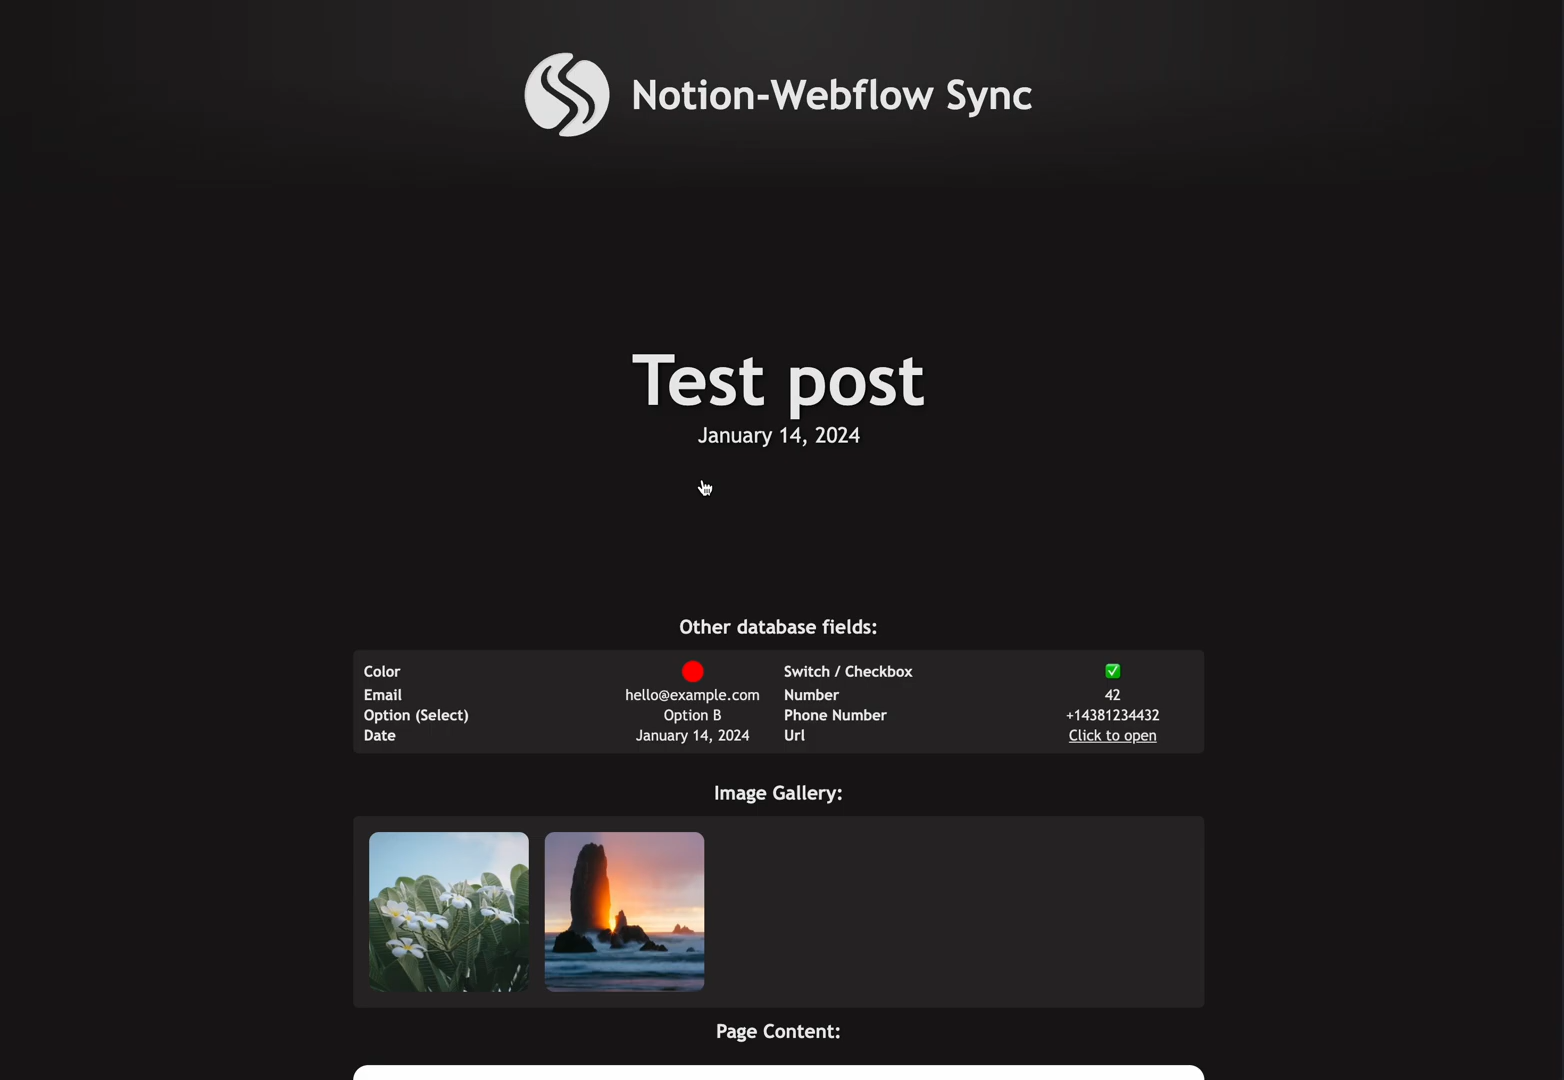 Notion-Webflow Sync
Test post
January 14, 2024
Other database fields:
Color
Switch / Checkbox
Email hello@example.com Number 42
Option (Select) Option B Phone Number +14381234432
Date January 14, 2024 Url Click to open
Image Gallery:
Page Content: